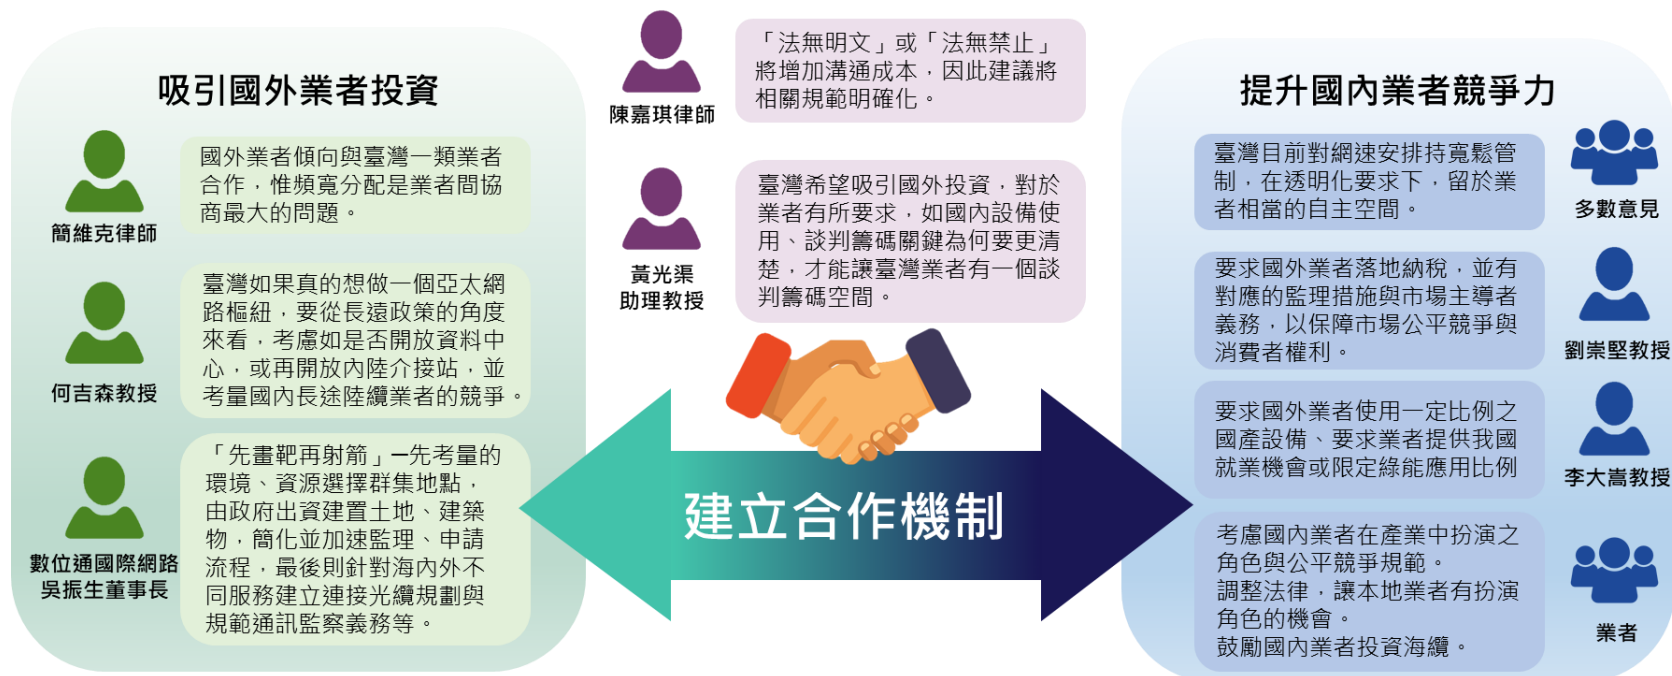 吸引國外業者投資
簡維克律師
國外業者傾向與臺灣一類業者
合作，惟頻寬分配是業者間協
商最大的問題。
何吉森教授
臺灣如果真的想做一個亞太網
路樞紐，要從長遠政策的角度
來看，考慮如是否開放資料中
心，或再開放內陸介接站，並
考量國內長途陸纜業者的競爭。
數位通國際網路
吳振生董事長
「先畫靶再射箭」—先考量的
環境、資源選擇群集地點，
由政府出資建置土地、建築
物，簡化並加速監理、申請
流程，最後則針對海內外不
同服務建立連接光纜規劃與
規範通訊監察義務等。
陳嘉琪律師
「法無明文」或「法無禁止」
將增加溝通成本，因此建議將
相關規範明確化。
黃光渠
助理教授
臺灣希望吸引國外投資，對於
業者有所要求，如國內設備使
用、談判籌碼關鍵為何要更清
楚，才能讓臺灣業者有一個談
判籌碼空間。
建立合作機制
提升國內業者競爭力
臺灣目前對網速安排持寬鬆管
制，在透明化要求下，留於業
者相當的自主空間。
多數意見
要求國外業者落地納稅，並有
對應的監理措施與市場主導者
義務，以保障市場公平競爭與
消費者權利。
劉崇堅教授
要求國外業者使用一定比例之
國產設備、要求業者提供我國
就業機會或限定綠能應用比例
李大嵩教授
考慮國內業者在產業中扮演之
角色與公平競爭規範。
調整法律，讓本地業者有扮演
角色的機會。
鼓勵國內業者投資海纜。
業者